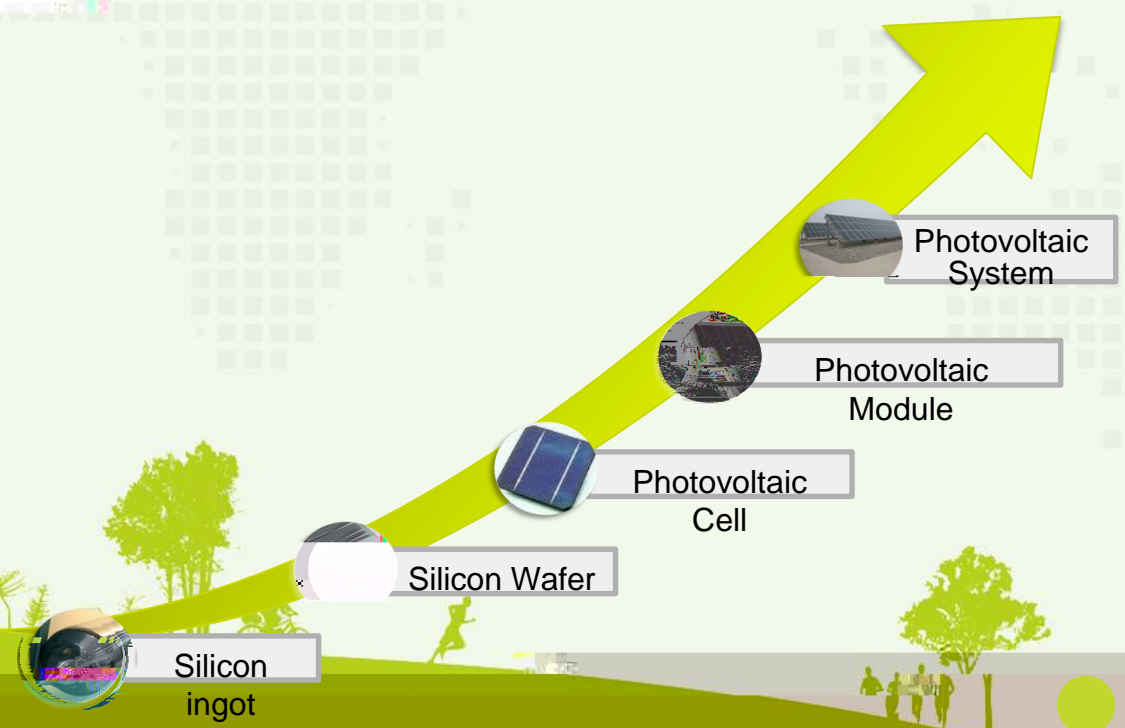 Photovoltaic
System
Photovoltaic
Module
Photovoltaic
Cell
Silicon Wafer
Silicon
ingot